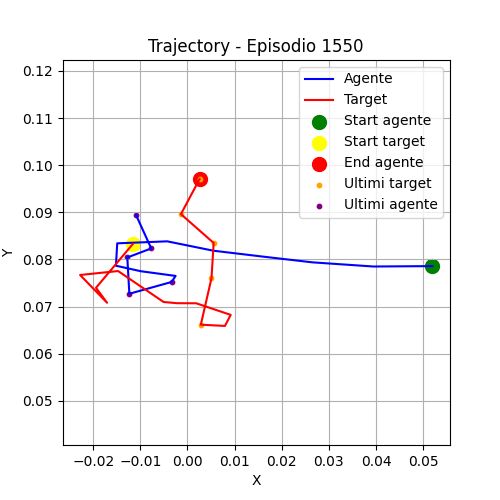 Trajectory - Episodio 1550
Agente
Target
Start agente
Start target
End agente
Ultimi target
Ultimi agente
Y
0.12
0.11
0.10
0.09
0.08
0.07
0.06
0.05
−0.02 −0.01 0.00 0.01 0.02 0.03 0.04 0.05
X